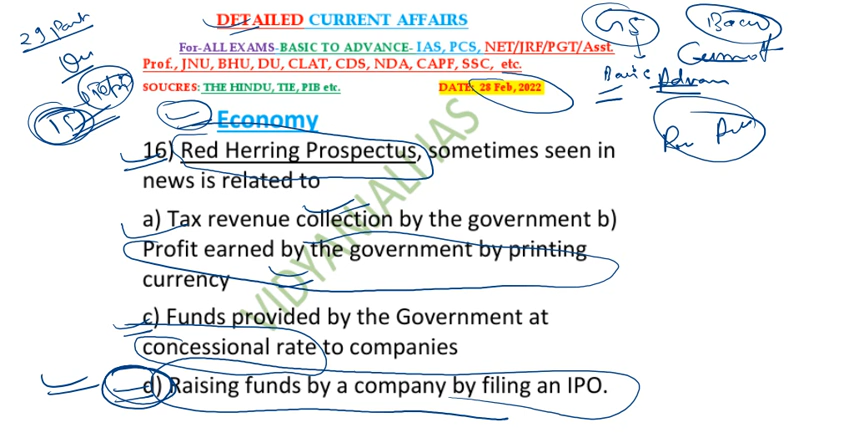 DETAILED CURRENT AFFAIRS
For-ALL EXAMS-BASIC TO ADVANCE- IAS, PCS, NET/JRF/PGT/Asst.
Prof., JNU, BHU, DU, CLAT, CDS, NDA, CAPF, SSC, etc.
SOUCRES: THE HINDU, TIE, PIB etc. DATE: 28 Feb, 2022
Economy
16) Red Herring Prospectus, sometimes seen in
news is related to
a) Tax revenue collection by the government b)
Profit earned by the government by printing
currency
c) Funds provided by the Government at
concessional rate to companies
d) Raising funds by a company by filing an IPO.
VIDYANJALI IAS
GS
Basic